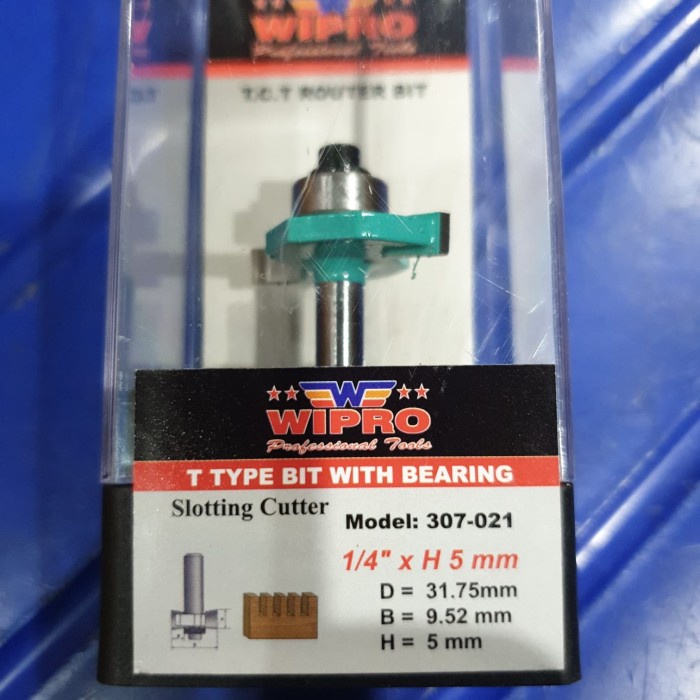 WIPRO
Professional Tools
T.C.T ROUTER BIT
WIPRO
Professional Tools
T TYPE BIT WITH BEARING
Slotting Cutter
Model: 307-021
1/4" x H 5 mm
D = 31.75mm
B = 9.52 mm
H = 5 mm